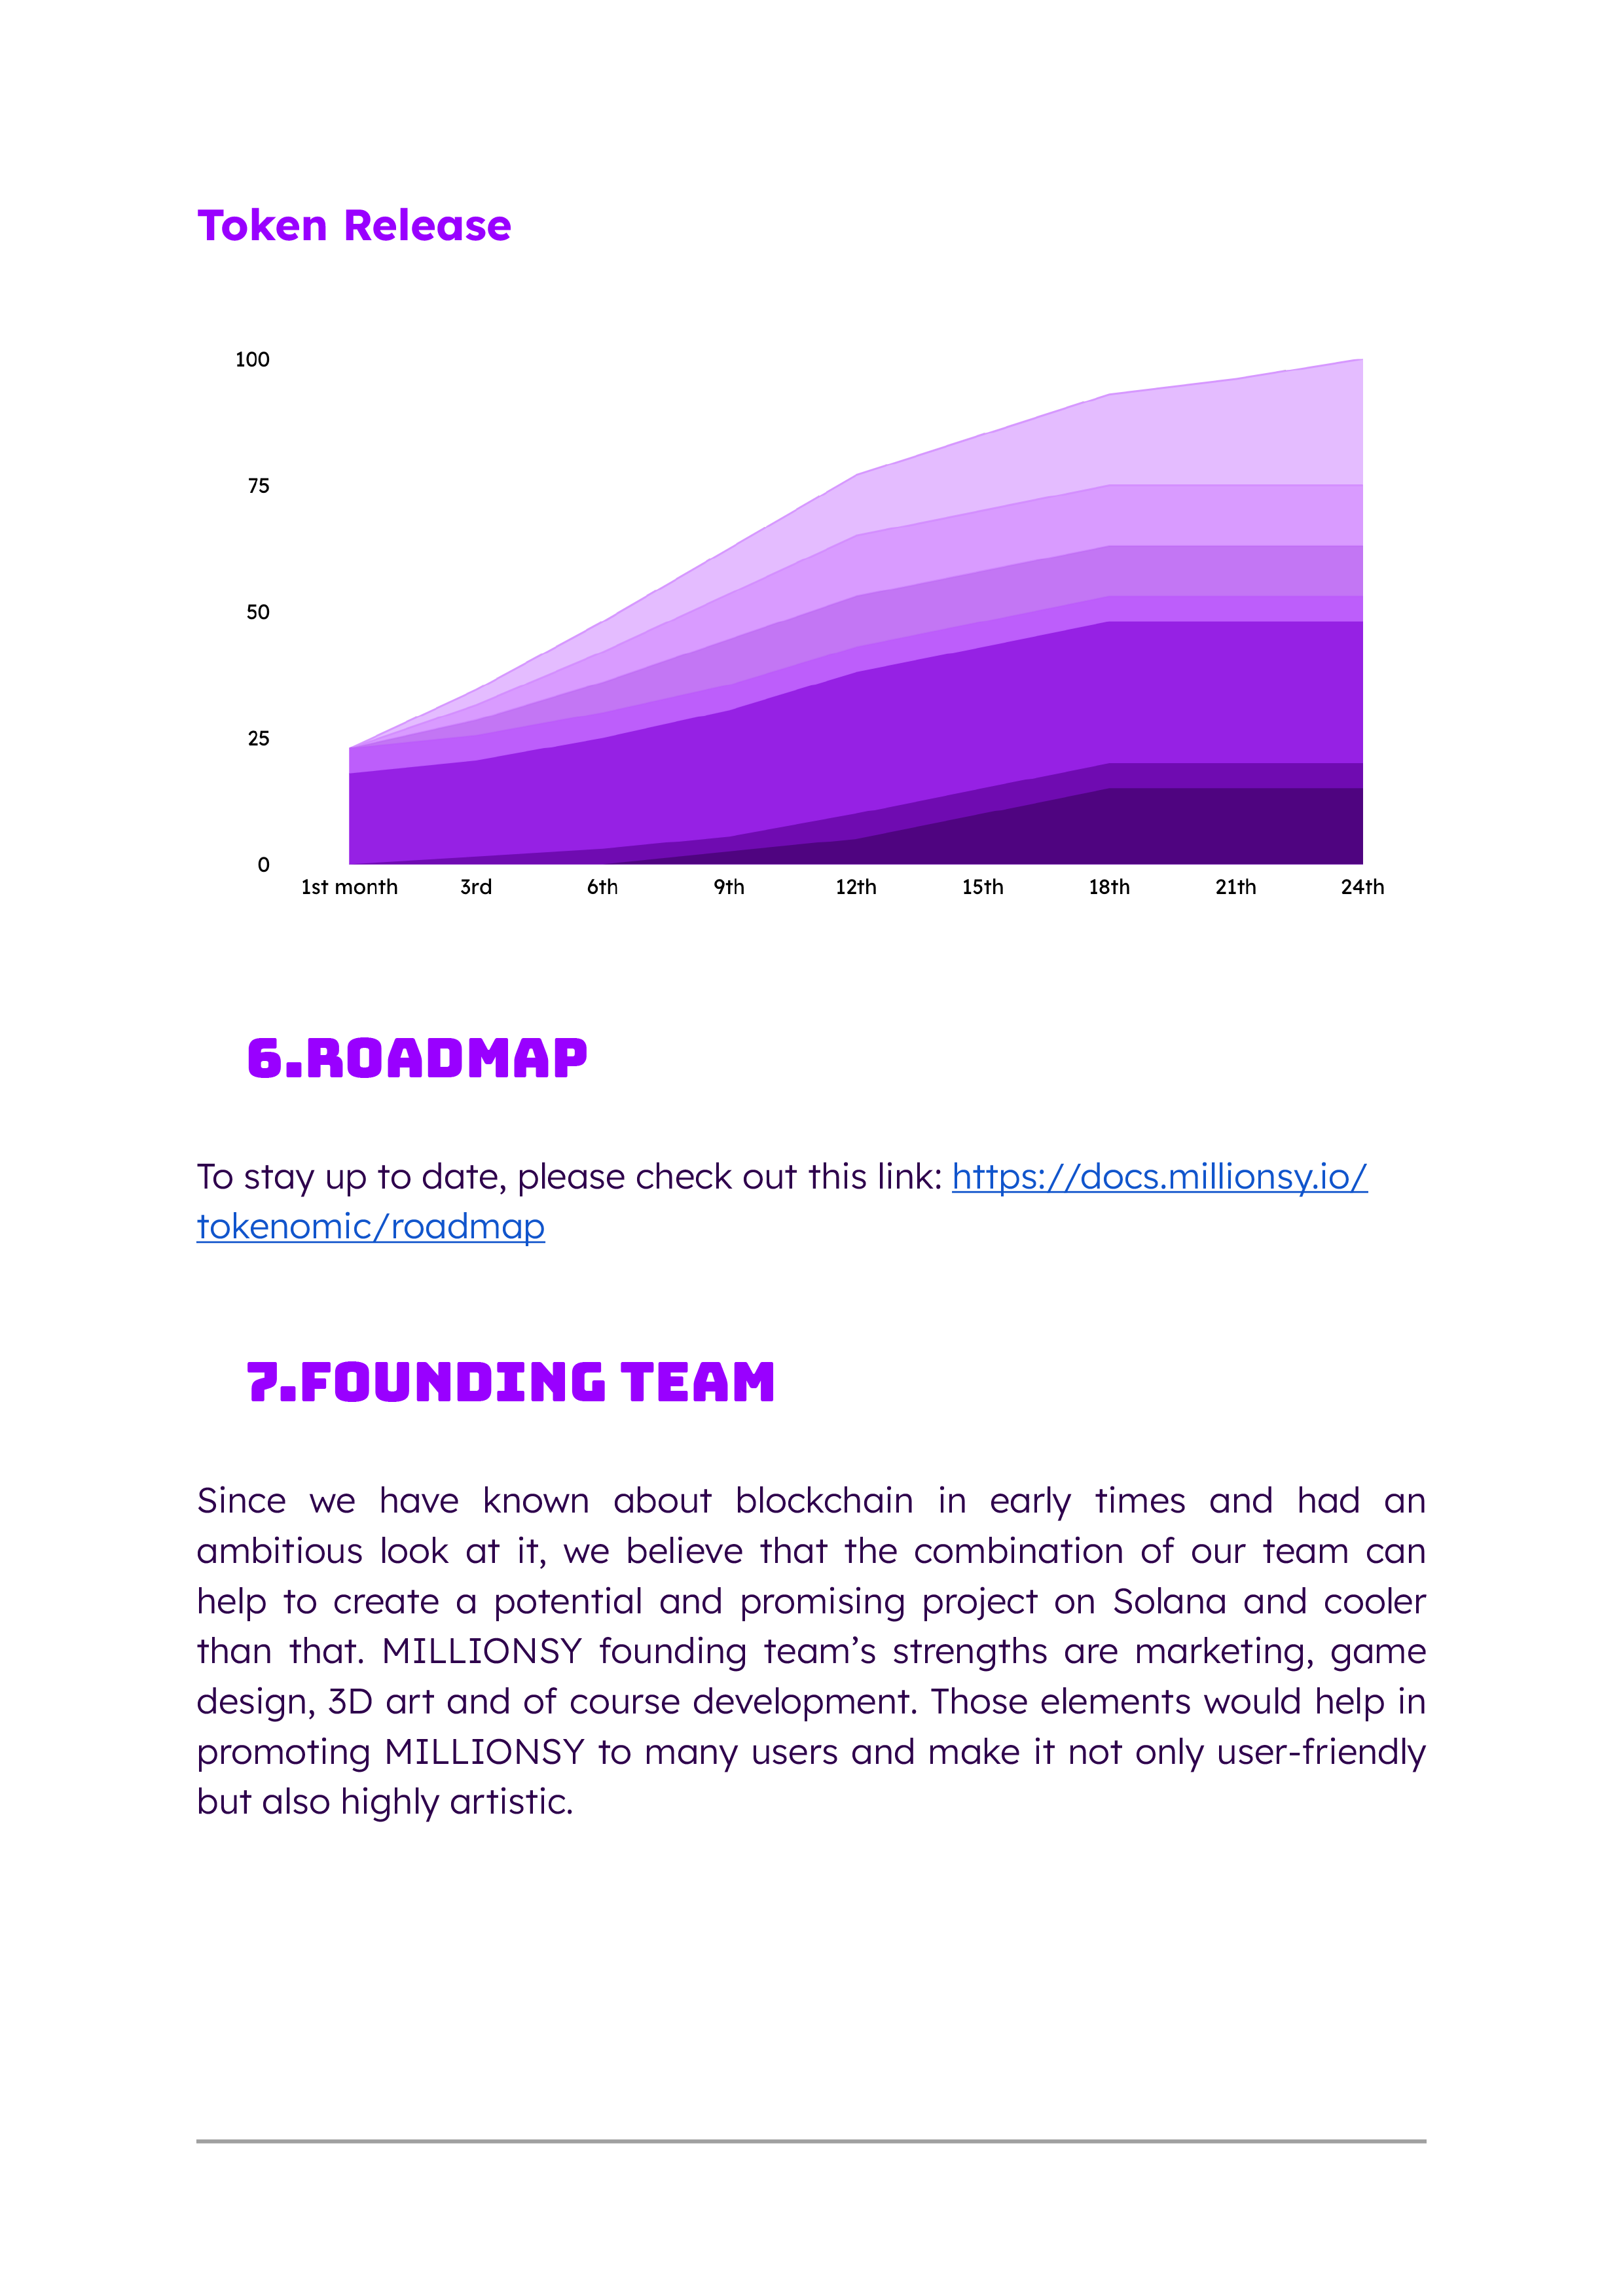 Token Release
100
75
50
25
0
1st month 3rd 6th 9th 12th 15th 18th 21th 24th
6.ROADMAP
To stay up to date, please check out this link: https://docs.millionsy.io/
tokenomic/roadmap
7.FOUNDING TEAM
Since we have known about blockchain in early times and had an
ambitious look at it, we believe that the combination of our team can
help to create a potential and promising project on Solana and cooler
than that. MILLIONSY founding team’s strengths are marketing, game
design, 3D art and of course development. Those elements would help in
promoting MILLIONSY to many users and make it not only user-friendly
but also highly artistic.